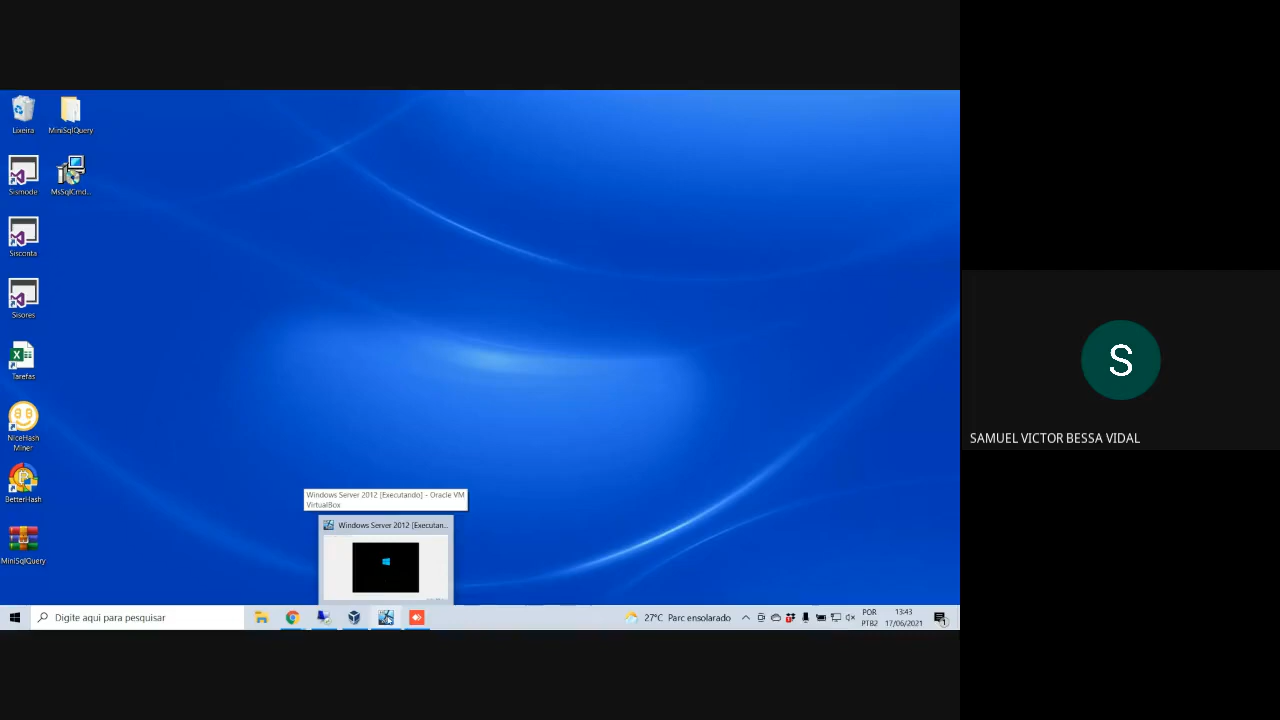 Lixeira
MiniSqlQuery
Sismode
MsSqlCmd...
Sisconta
Sisores
Tarefas
NiceHash
Miner
BetterHash
MiniSqlQuery
Windows Server 2012 [Executando] - Oracle VM
VirtualBox
Windows Server 2012 [Executan...
Digite aqui para pesquisar
27°C Parc ensolarado
POR
PTB2
13:43
17/06/2021
1
S
SAMUEL VICTOR BESSA VIDAL